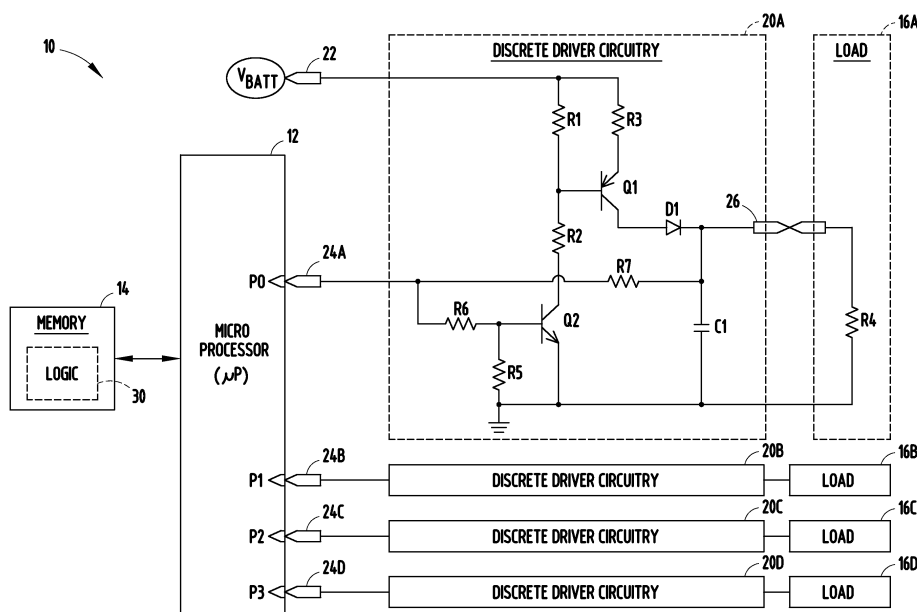 20A
16A
10
DISCRETE DRIVER CIRCUITRY
LOAD
VBATT
22
R1
R3
12
Q1
D1
26
R2
24A
P0
R7
14
MEMORY
LOGIC
30
MICRO
PROCESSOR
(μP)
R6
Q2
C1
R4
R5
20B
16B
24B
P1
DISCRETE DRIVER CIRCUITRY
LOAD
20C
16C
24C
P2
DISCRETE DRIVER CIRCUITRY
LOAD
20D
16D
24D
P3
DISCRETE DRIVER CIRCUITRY
LOAD